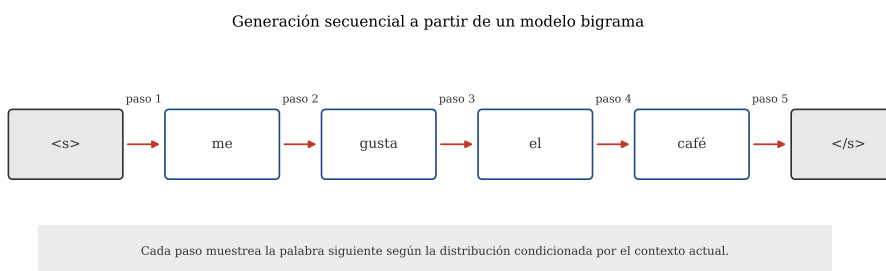 Generación secuencial a partir de un modelo bigrama
paso 1 paso 2 paso 3 paso 4 paso 5
<s> me gusta el café </s>
Cada paso muestrea la palabra siguiente según la distribución condicionada por el contexto actual.